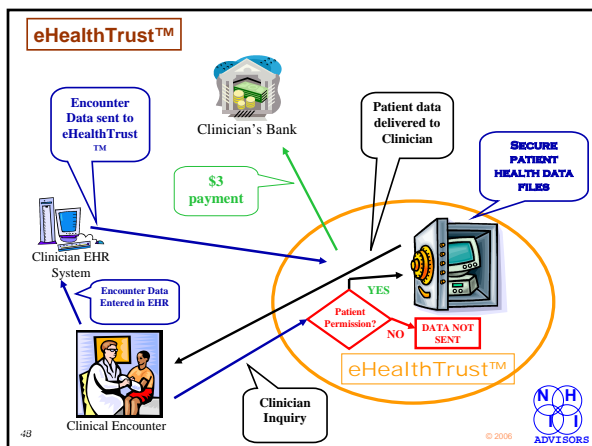 eHealthTrust™
Encounter
Data sent to
eHealthTrust
™
Clinician's Bank
Patient data
delivered to
Clinician
SECURE
PATIENT
HEALTH DATA
FILES
$3
payment
Clinician EHR
System
Encounter Data
Entered in EHR
YES
Patient
Permission?
NO
DATA NOT
SENT
eHealthTrust™
Clinician
Inquiry
Clinical Encounter
48
© 2006
N H
I I
ADVISORS